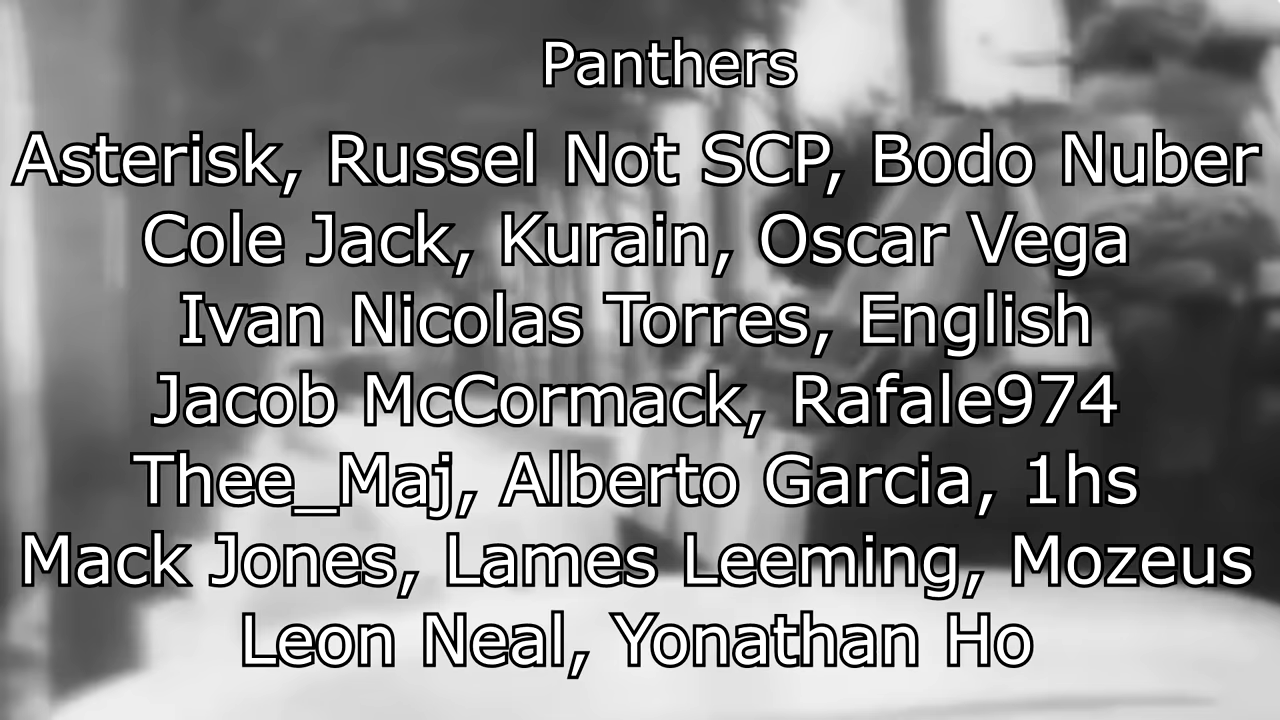 Panthers
Asterisk, Russel Not SCP, Bodo Nuber
Cole Jack, Kurain, Oscar Vega
Ivan Nicolas Torres, English
Jacob McCormack, Rafale974
Thee_Maj, Alberto Garcia, 1hs
Mack Jones, Lames Leeming, Mozeus
Leon Neal, Yonathan Ho